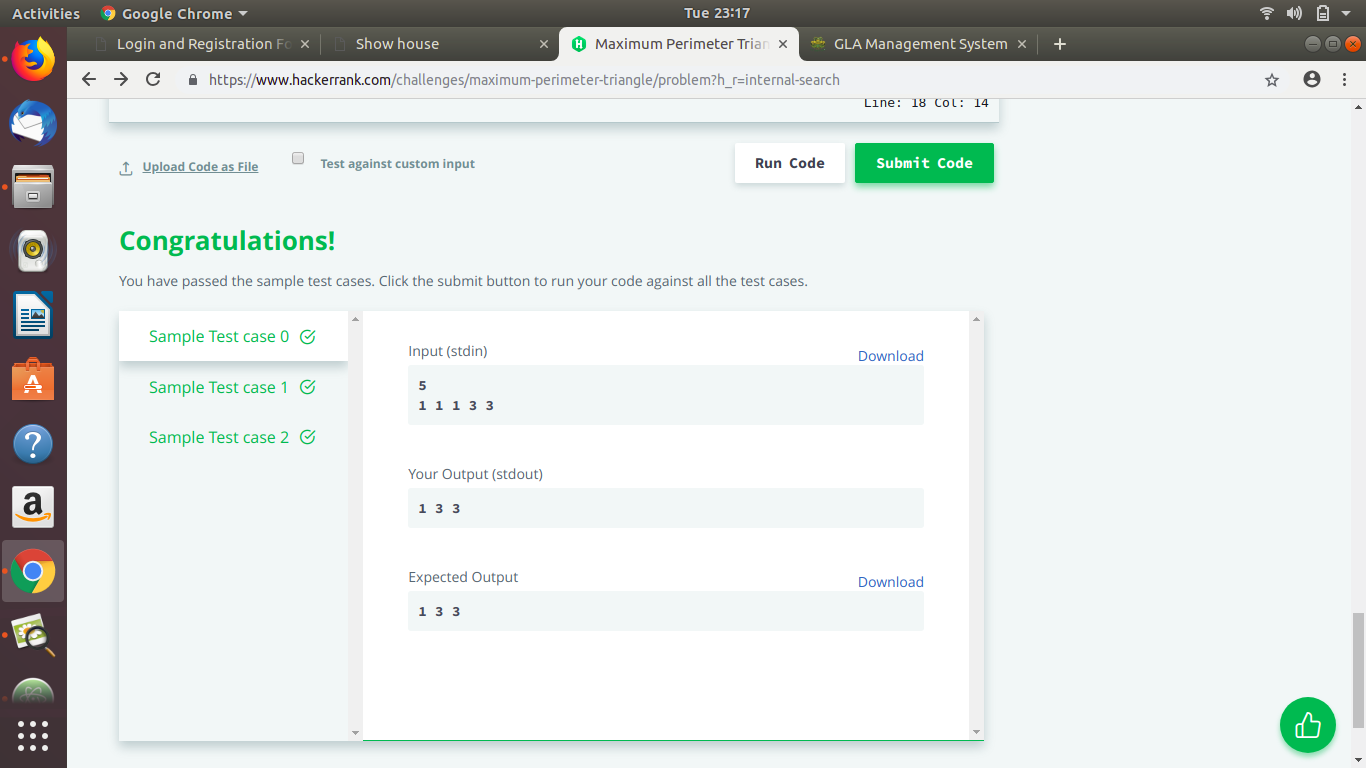 Activities Google Chrome Tue 23:17
Login and Registration Fo Show house Maximum Perimeter Trian GLA Management System
https://www.hackerrank.com/challenges/maximum-perimeter-triangle/problem?h_r=internal-search
Line: 18 Col: 14
Upload Code as File Test against custom input Run Code Submit Code
Congratulations!
You have passed the sample test cases. Click the submit button to run your code against all the test cases.
Sample Test case 0
Sample Test case 1
Sample Test case 2
Input (stdin) Download
5
1 1 1 3 3
Your Output (stdout)
1 3 3
Expected Output Download
1 3 3